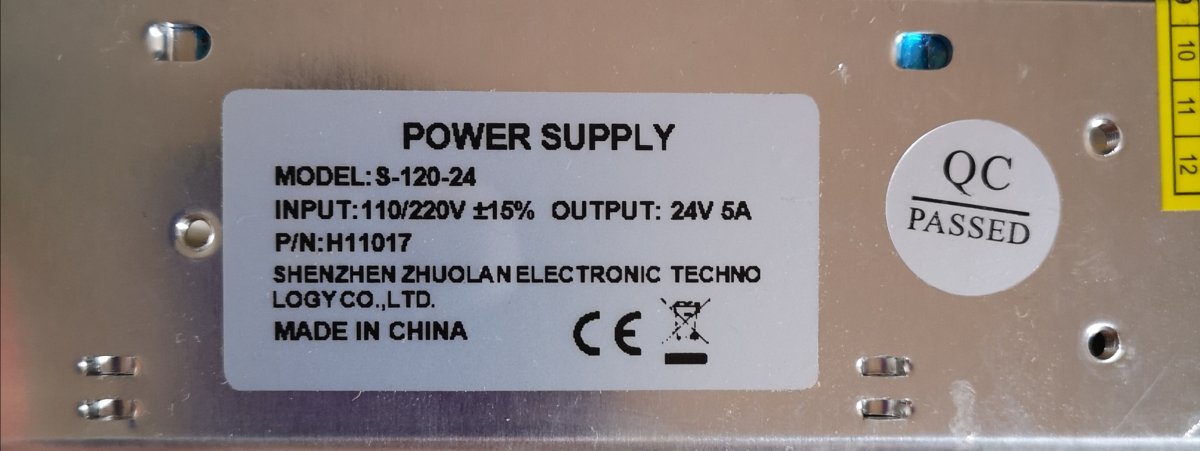 POWER SUPPLY
MODEL: S-120-24
INPUT: 110/220V ±15% OUTPUT: 24V 5A
P/N: H11017
SHENZHEN ZHUOLAN ELECTRONIC TECHNO
LOGY CO.,LTD.
MADE IN CHINA
CE
QC
PASSED
9
10
11
12